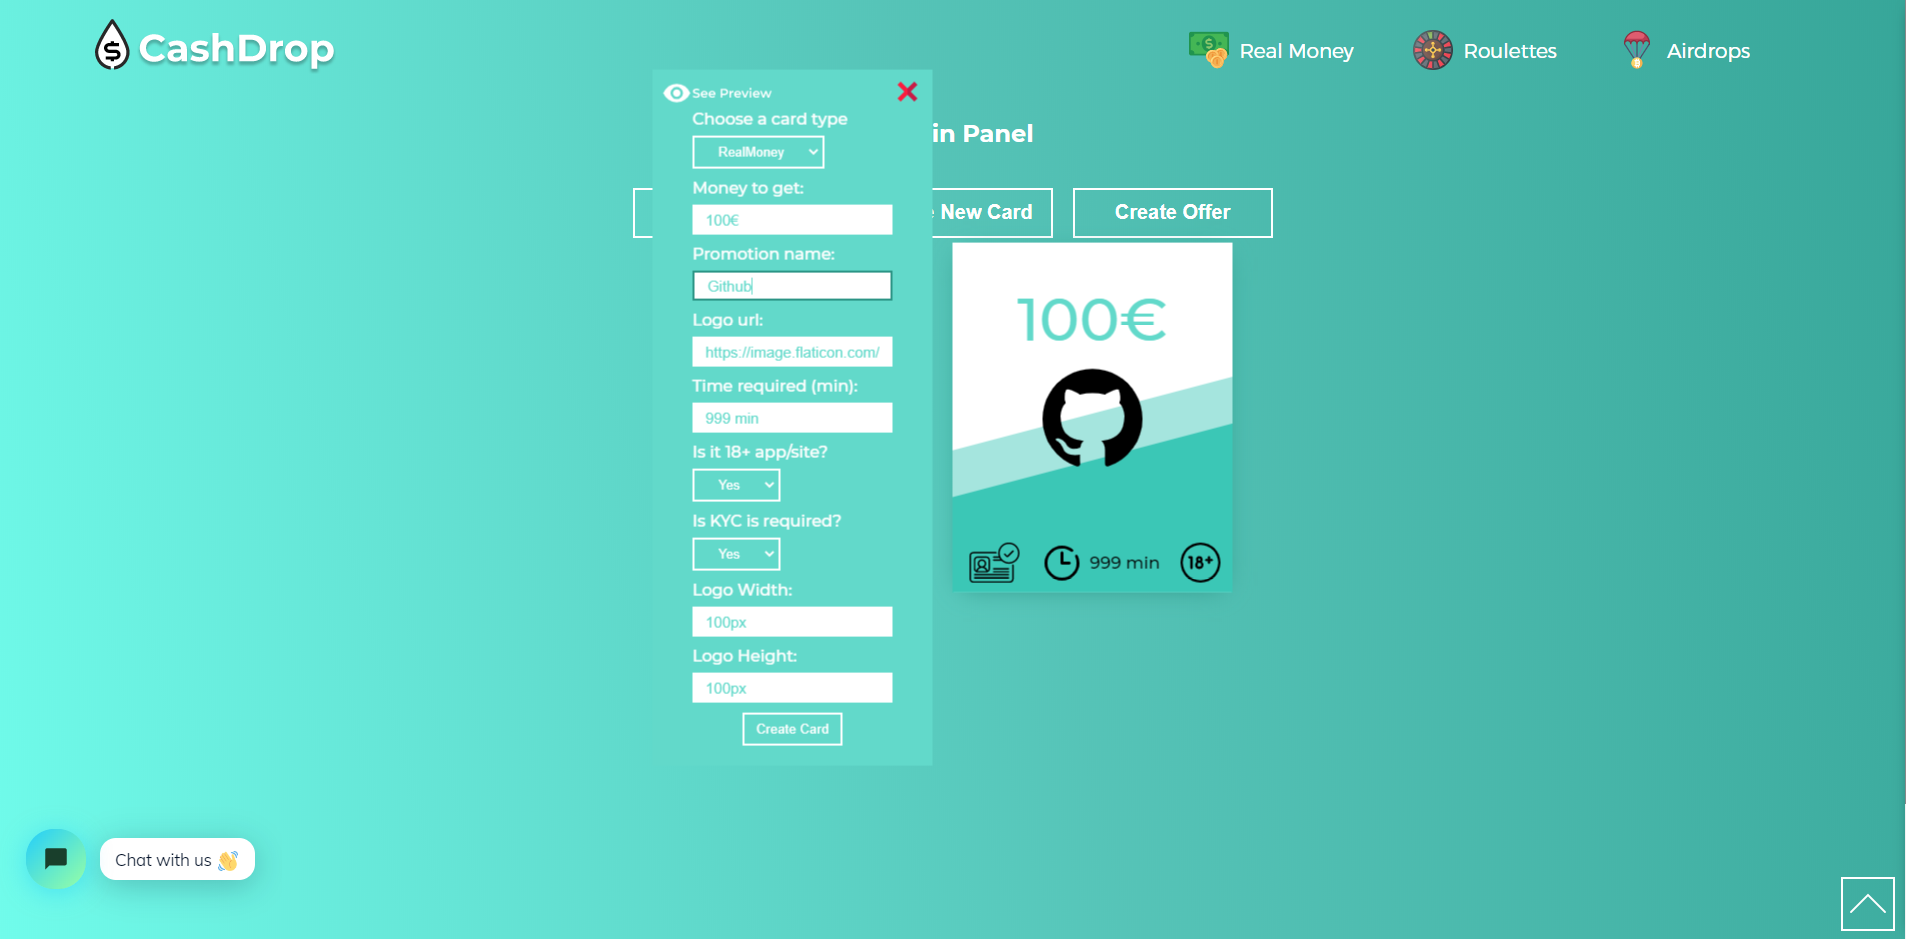 CashDrop
Real Money
Roulettes
Airdrops
See Preview
in Panel
Choose a card type
RealMoney
Money to get:
100€
New Card
Create Offer
Promotion name:
Github
Logo url:
https://image.flaticon.com/
Time required (min):
999 min
Is it 18+ app/site?
Yes
Is KYC is required?
Yes
Logo Width:
100px
Logo Height:
100px
Create Card
100€
999 min
18+
Chat with us 👋